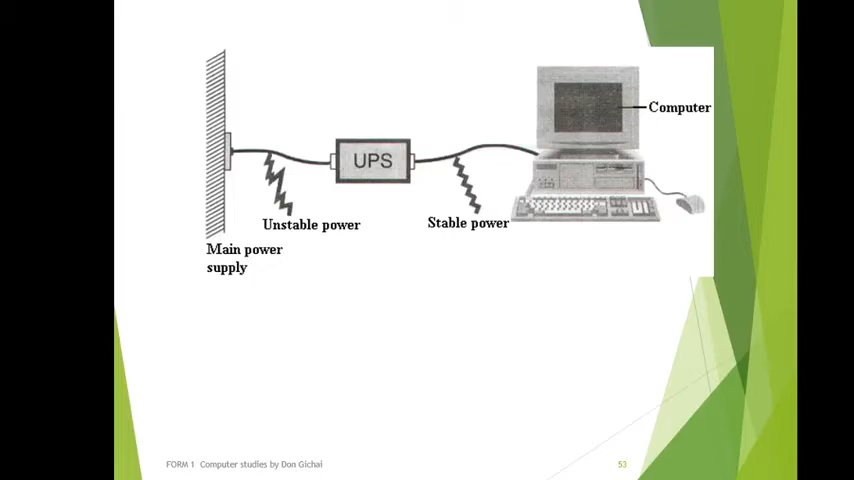 Computer
UPS
Unstable power
Stable power
Main power
supply
FORM 1 Computer studies by Don Gichai
53